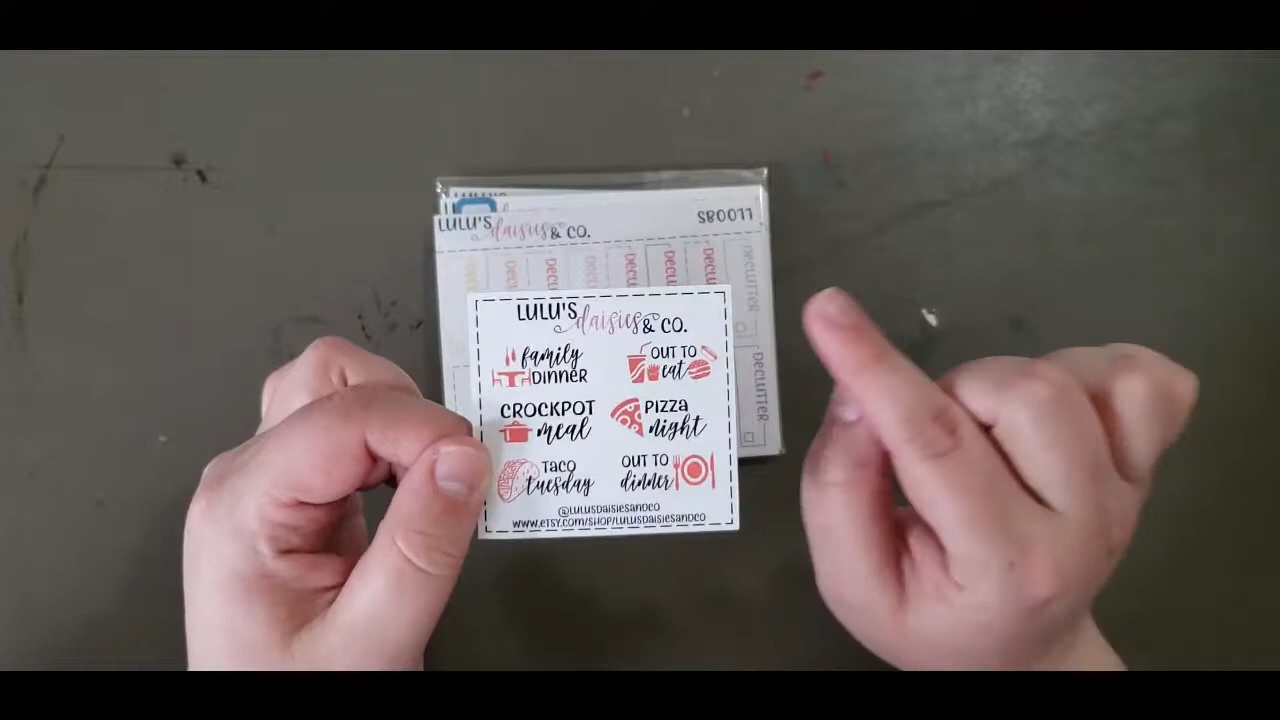 LULU'S
LULU'S daisies & CO.
SB0011
DECLUTTER
DECLUTTER
LULU'S daisies & CO.
family DINNER
OUT TO eat
CROCKPOT meal
PIZZA night
TACO tuesday
OUT TO dinner
@LULUSDAISIESANDCO
WWW.ETSY.COM/SHOP/LULUSDAISIESANDCO